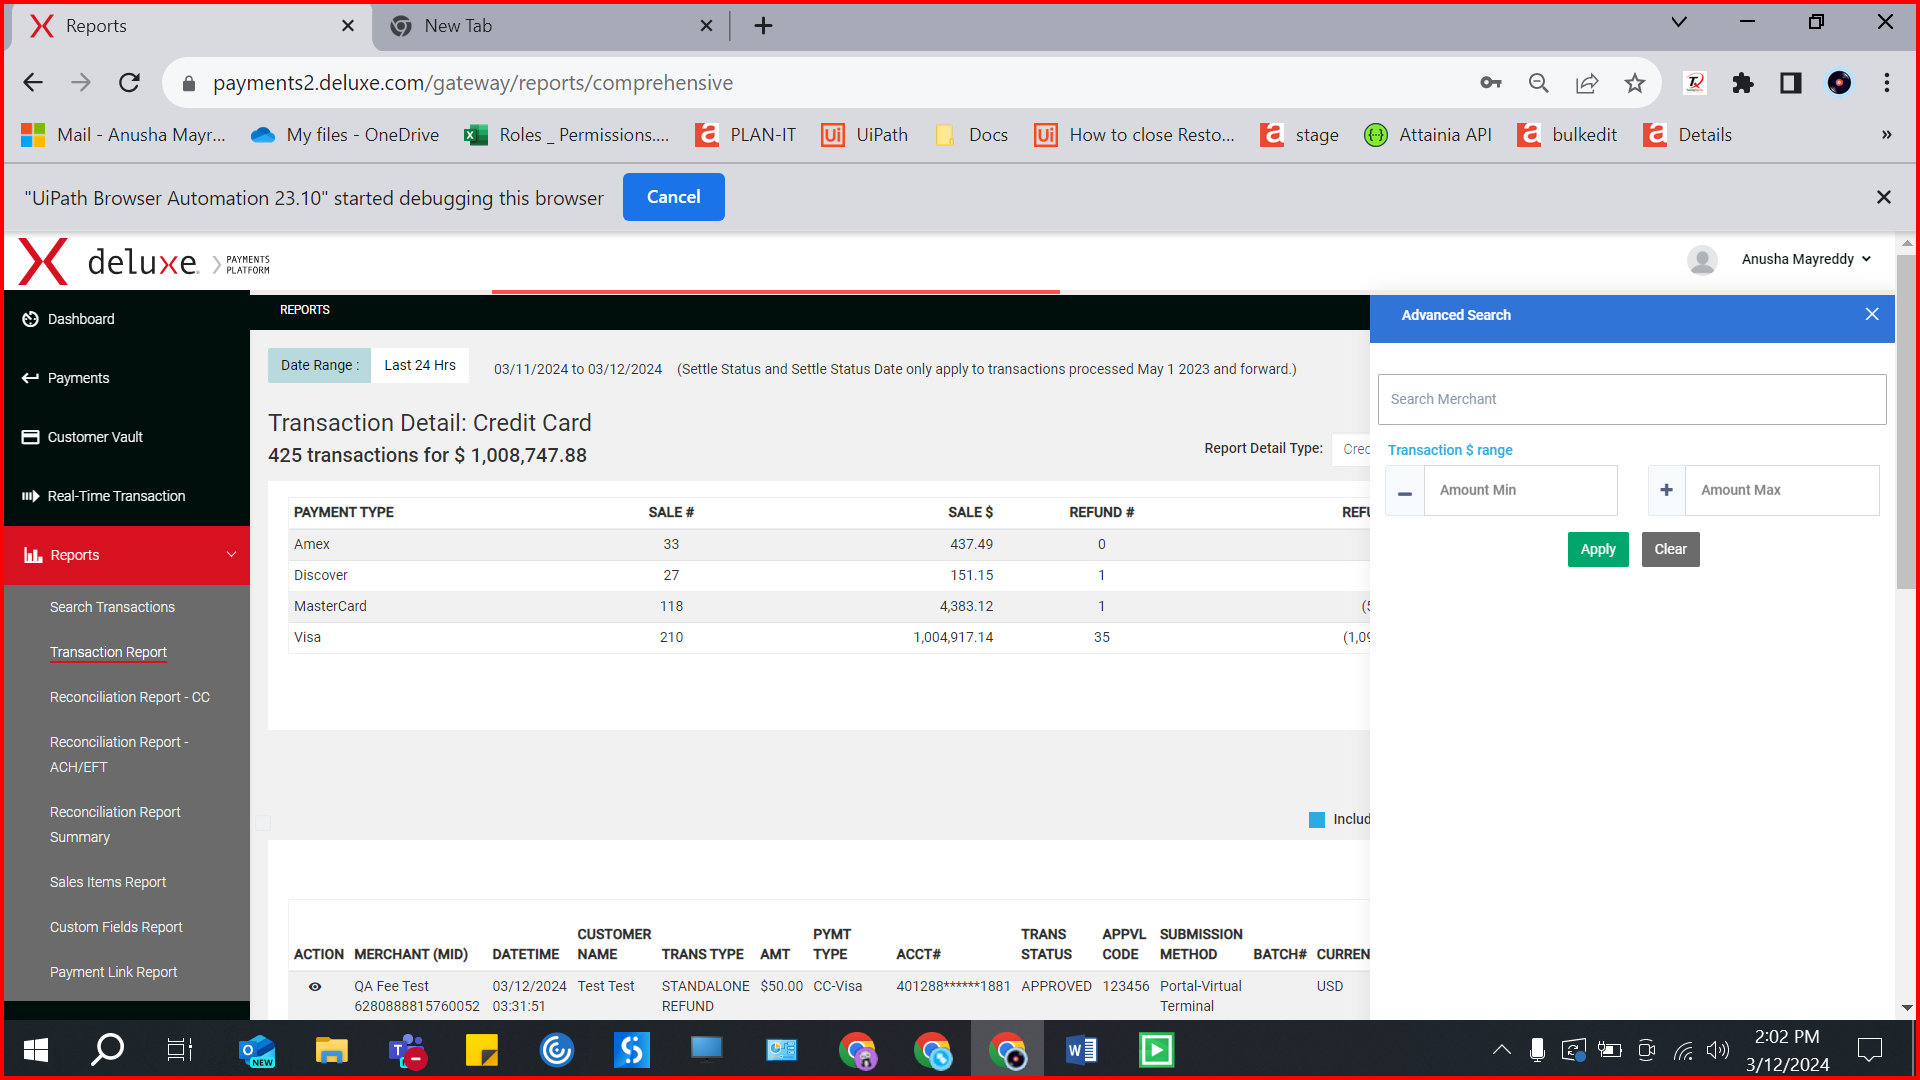 Reports
New Tab
payments2.deluxe.com/gateway/reports/comprehensive
Mail - Anusha Mayr...
My files - OneDrive
Roles _ Permissions....
PLAN-IT
UiPath
Docs
How to close Resto...
stage
Attainia API
bulkedit
Details
»
"UiPath Browser Automation 23.10" started debugging this browser
Cancel
deluxe. PAYMENTS
PLATFORM
Anusha Mayreddy
Dashboard
Payments
Customer Vault
Real-Time Transaction
Reports
Search Transactions
Transaction Report
Reconciliation Report - CC
Reconciliation Report -
ACH/EFT
Reconciliation Report
Summary
Sales Items Report
Custom Fields Report
Payment Link Report
REPORTS
Date Range : Last 24 Hrs 03/11/2024 to 03/12/2024 (Settle Status and Settle Status Date only apply to transactions processed May 1 2023 and forward.)
Transaction Detail: Credit Card
425 transactions for $ 1,008,747.88
Report Detail Type: Cred
PAYMENT TYPE SALE # SALE $ REFUND # REFU
Amex 33 437.49 0
Discover 27 151.15 1
MasterCard 118 4,383.12 1 (5
Visa 210 1,004,917.14 35 (1,09
Includ
ACTION MERCHANT (MID) DATETIME CUSTOMER NAME TRANS TYPE AMT PYMT TYPE ACCT# TRANS STATUS APPVL CODE SUBMISSION METHOD BATCH# CURREN
QA Fee Test 03/12/2024 Test Test STANDALONE $50.00 CC-Visa 401288******1881 APPROVED 123456 Portal-Virtual USD
6280888815760052 03:31:51 REFUND Terminal
Advanced Search
Search Merchant
Transaction $ range
Amount Min
Amount Max
Apply
Clear
NEW
2:02 PM
3/12/2024